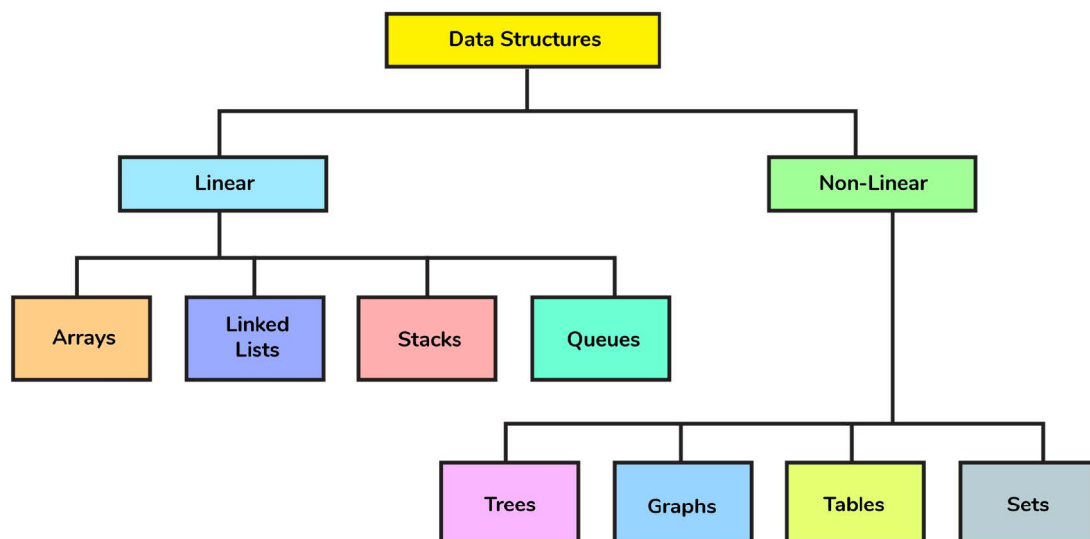 Data Structures
Linear
Non-Linear
Arrays
Linked
Lists
Stacks
Queues
Trees
Graphs
Tables
Sets